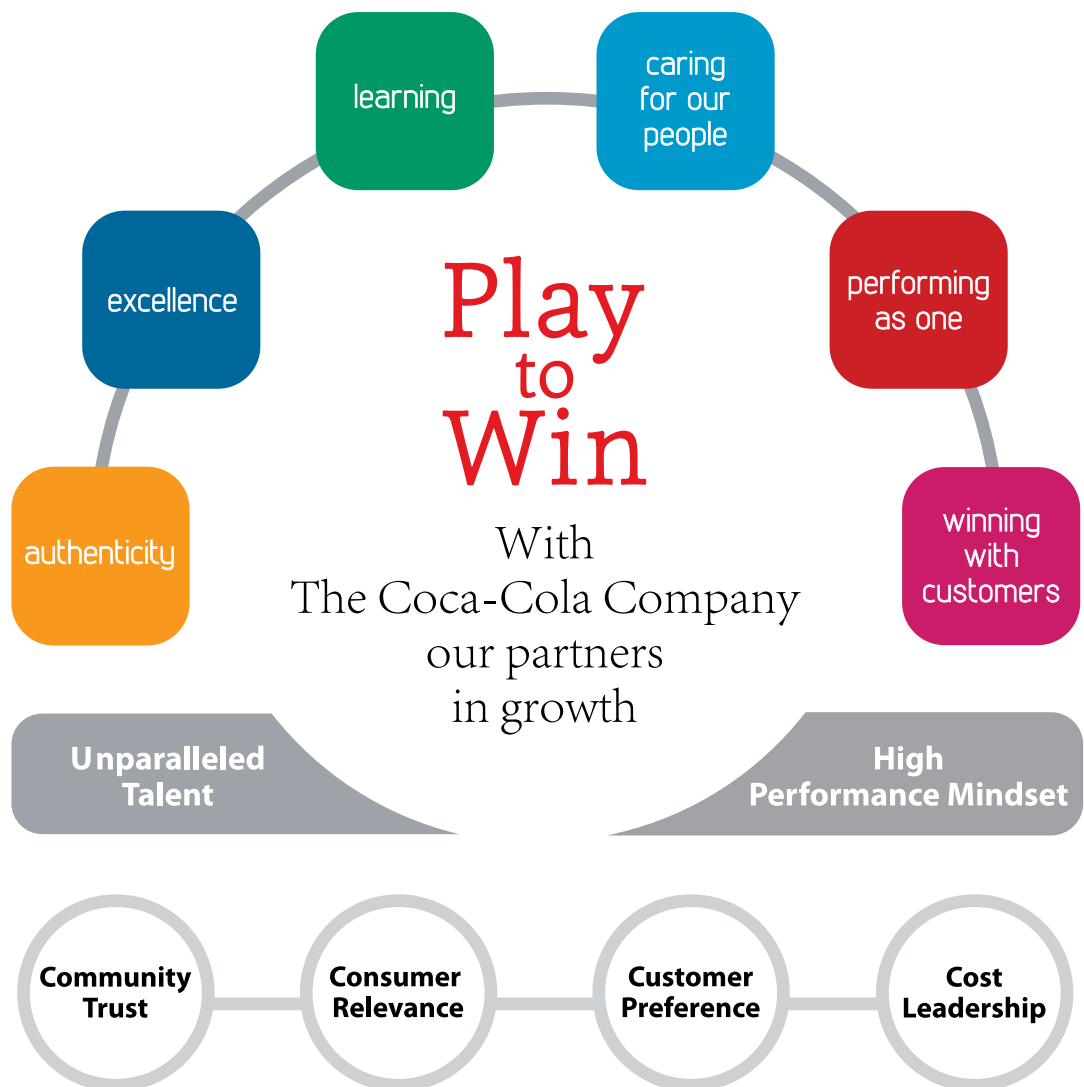 learning
caring
for our
people
excellence
performing
as one
authenticity
winning
with
customers
Play
to
Win
With
The Coca-Cola Company
our partners
in growth
Unparalleled
Talent
High
Performance Mindset
Community
Trust
Consumer
Relevance
Customer
Preference
Cost
Leadership